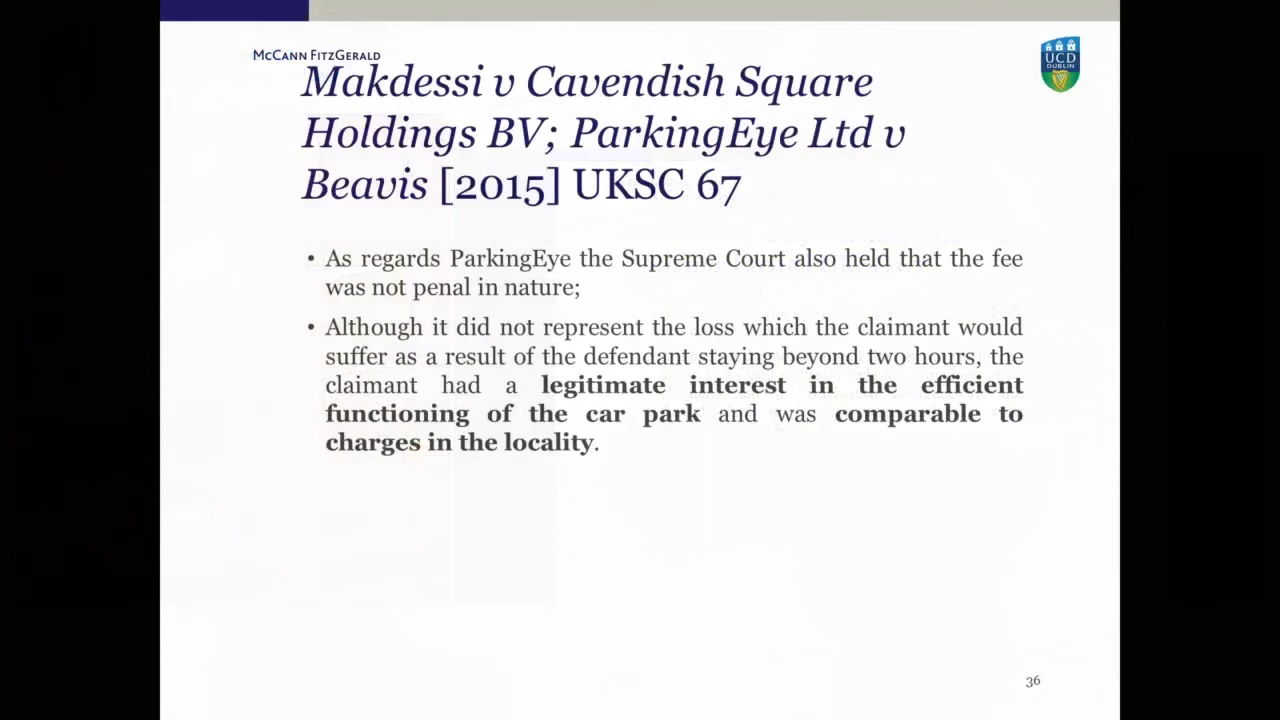 McCann FitzGerald
UCD
DUBLIN
Makdessi v Cavendish Square
Holdings BV; ParkingEye Ltd v
Beavis [2015] UKSC 67
• As regards ParkingEye the Supreme Court also held that the fee
was not penal in nature;
• Although it did not represent the loss which the claimant would
suffer as a result of the defendant staying beyond two hours, the
claimant had a legitimate interest in the efficient
functioning of the car park and was comparable to
charges in the locality.
36